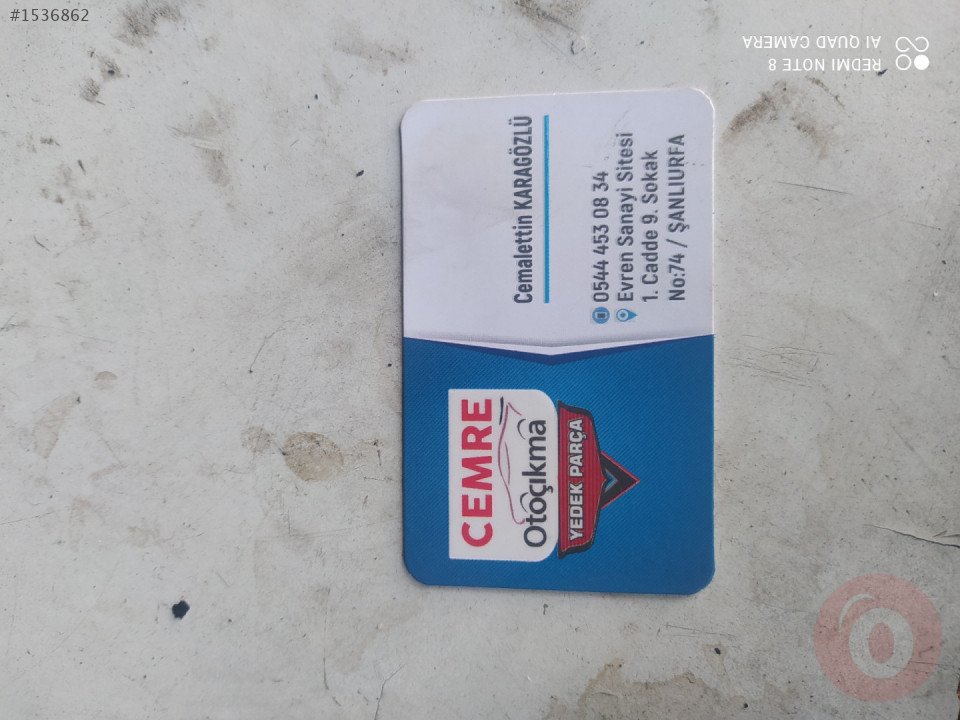 #1536862
REDMI NOTE 8
AI QUAD CAMERA
CEMRE
Otoçıkma
YEDEK PARÇA
Cemalettin KARAGÖZLÜ
0544 453 08 34
Evren Sanayi Sitesi
1. Cadde 9. Sokak
No:74 / ŞANLIURFA